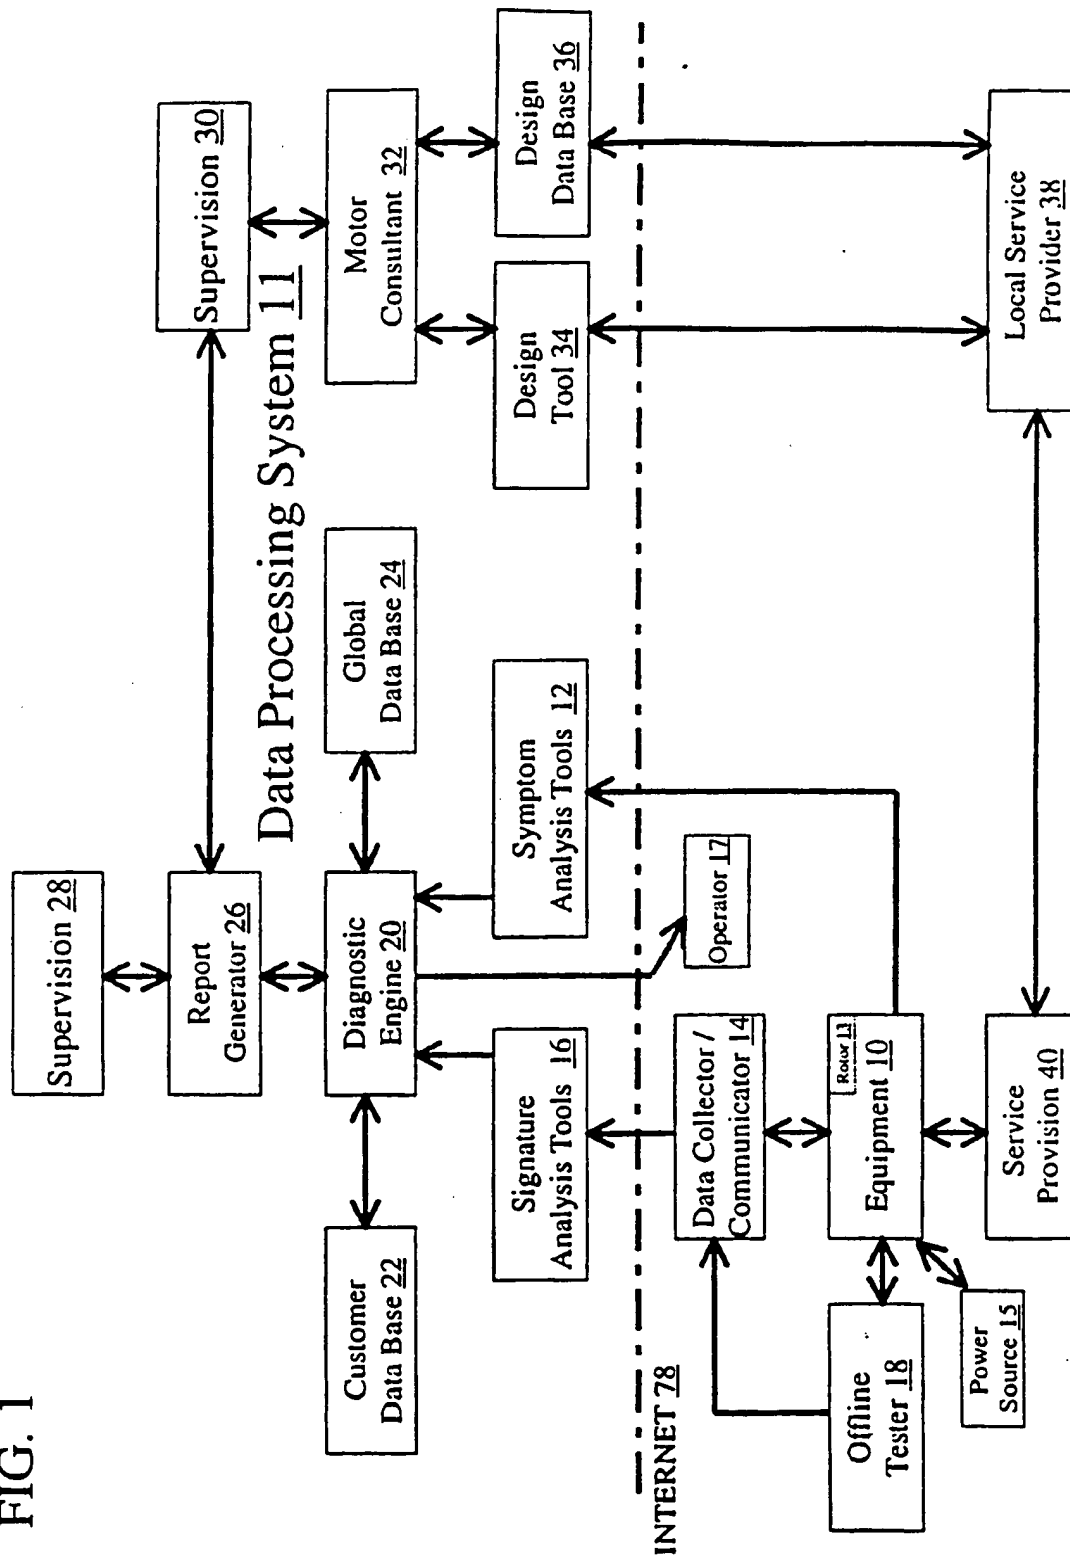 FIG. 1
Supervision 28
Report
Generator 26
Supervision 30
Data Processing System 11
Customer
Data Base 22
Diagnostic
Engine 20
Global
Data Base 24
Motor
Consultant 32
Signature
Analysis Tools 16
Symptom
Analysis Tools 12
Design
Tool 34
Design
Data Base 36
INTERNET 78
Data Collector /
Communicator 14
Operator 17
Offline
Tester 18
Rotor 13
Equipment 10
Power
Source 15
Service
Provision 40
Local Service
Provider 38